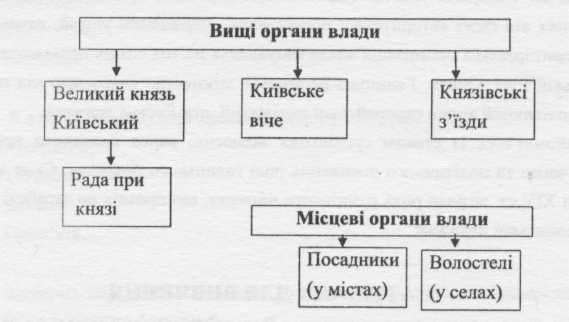 Вищі органи влади
Великий князь
Київський
Київське
віче
Князівські
з’їзди
Рада при
князі
Місцеві органи влади
Посадники
(у містах)
Волостелі
(у селах)